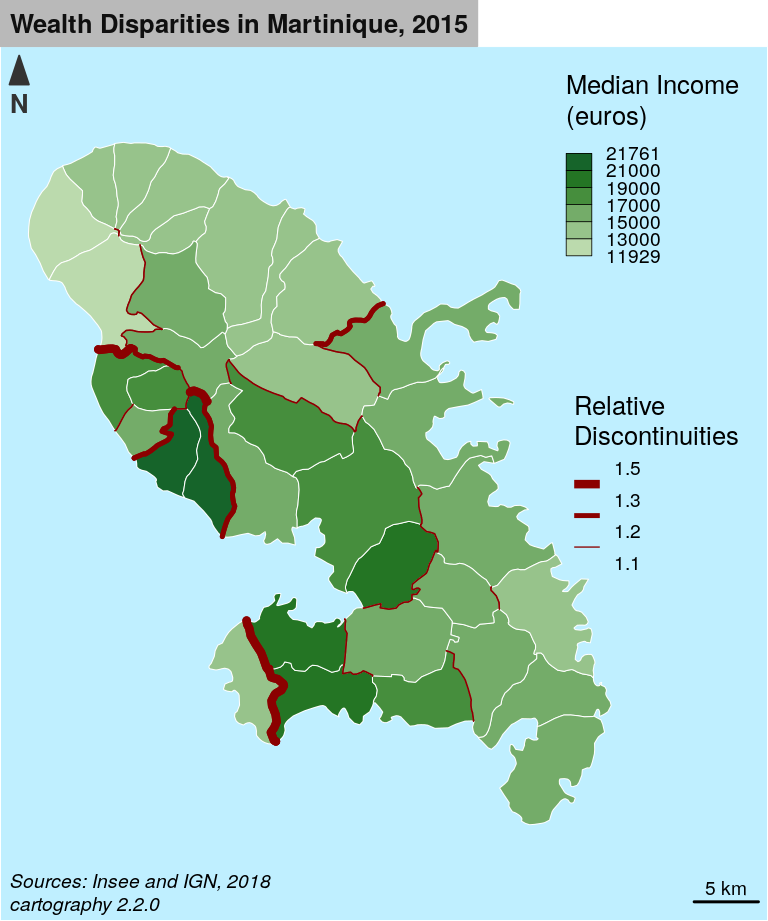 Wealth Disparities in Martinique, 2015
N
Median Income
(euros)
21761
21000
19000
17000
15000
13000
11929
Relative
Discontinuities
1.5
1.3
1.2
1.1
Sources: Insee and IGN, 2018
cartography 2.2.0
5 km